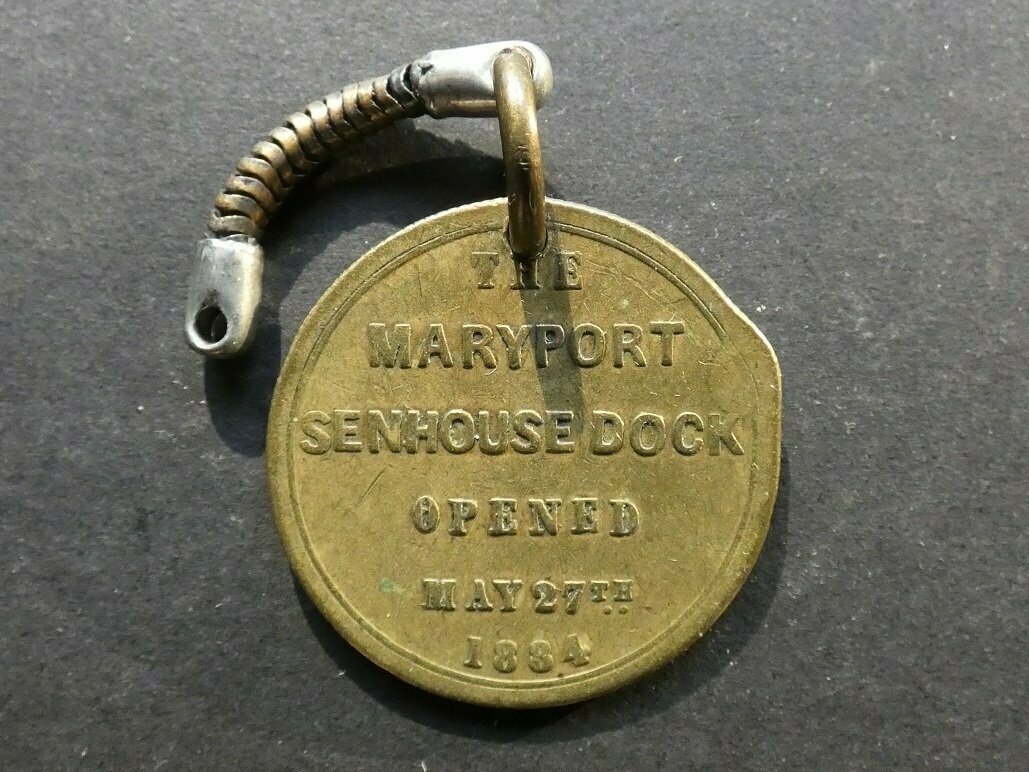 THE
MARYPORT
SENHOUSE DOCK
OPENED
MAY 27TH
1884